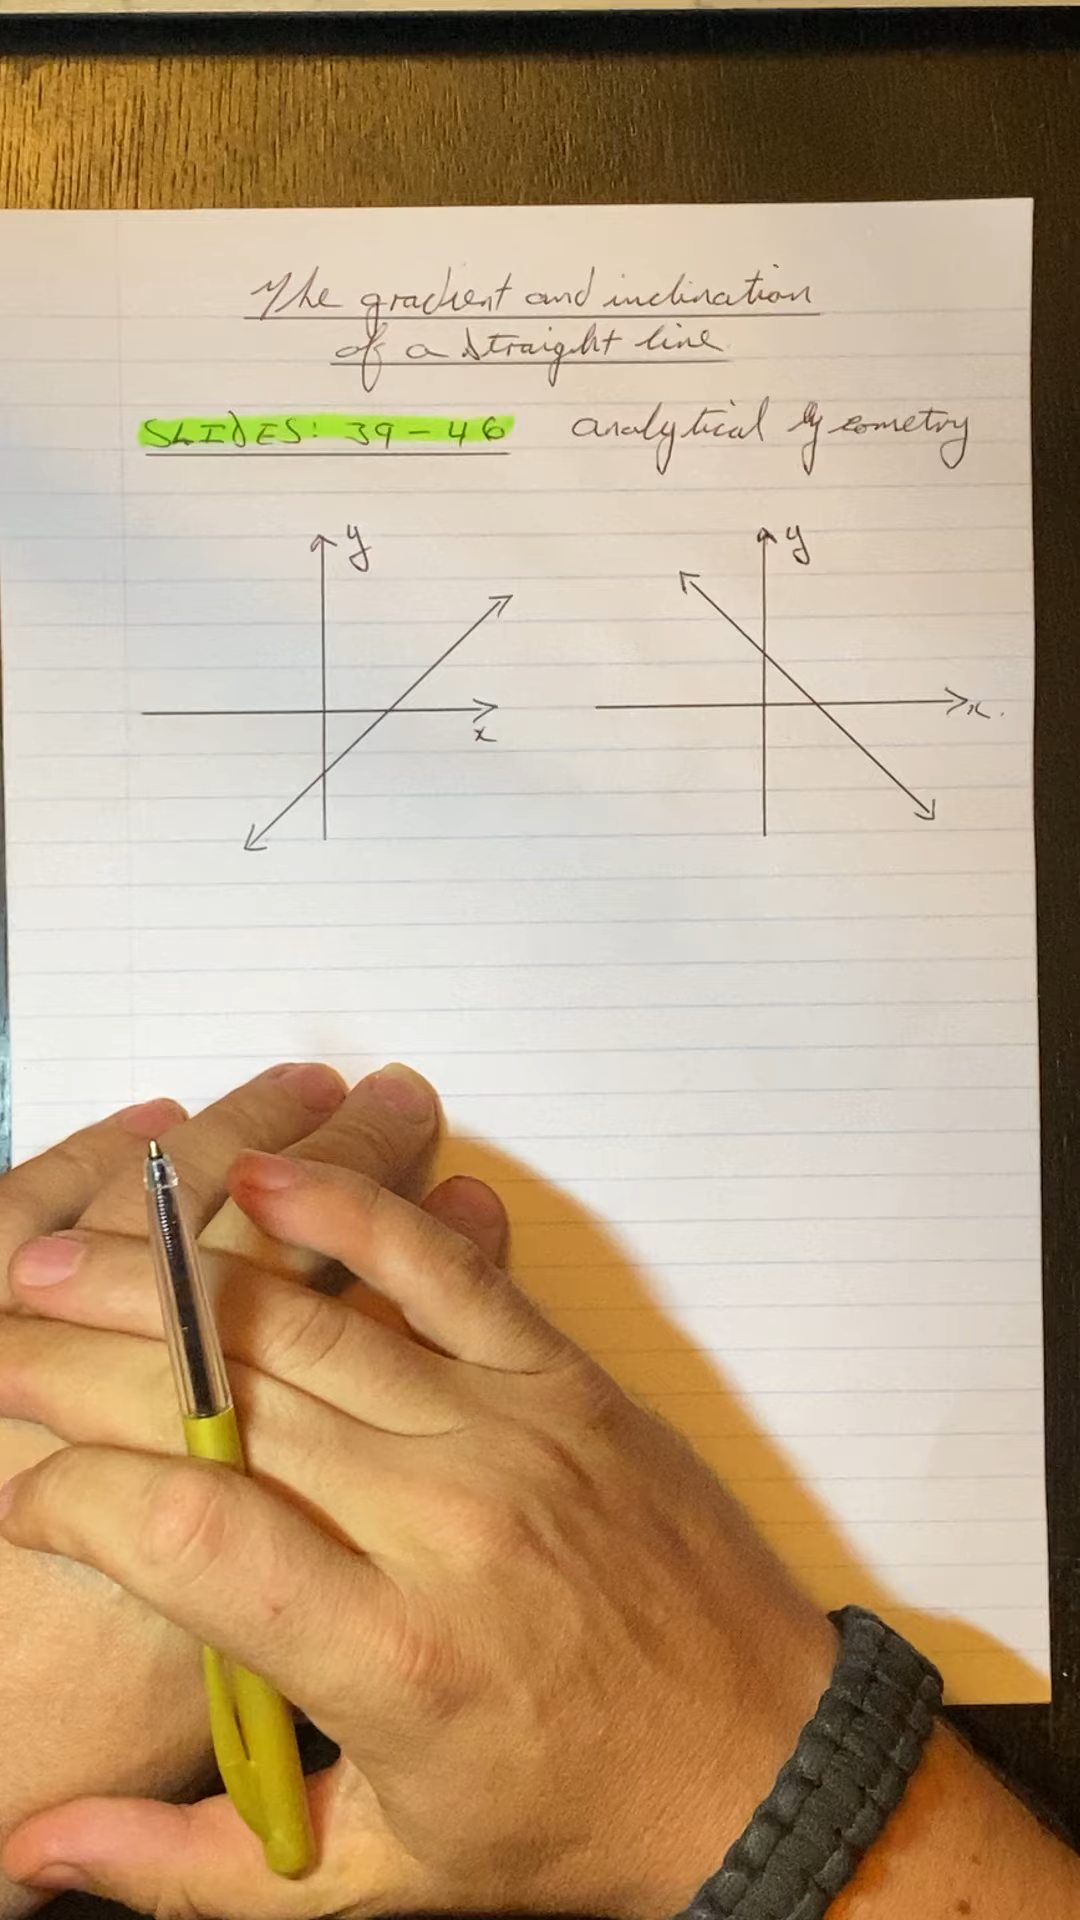 The gradient and inclination
of a straight line
SLIDES: 39 - 46 analytical geometry
y y
x x.